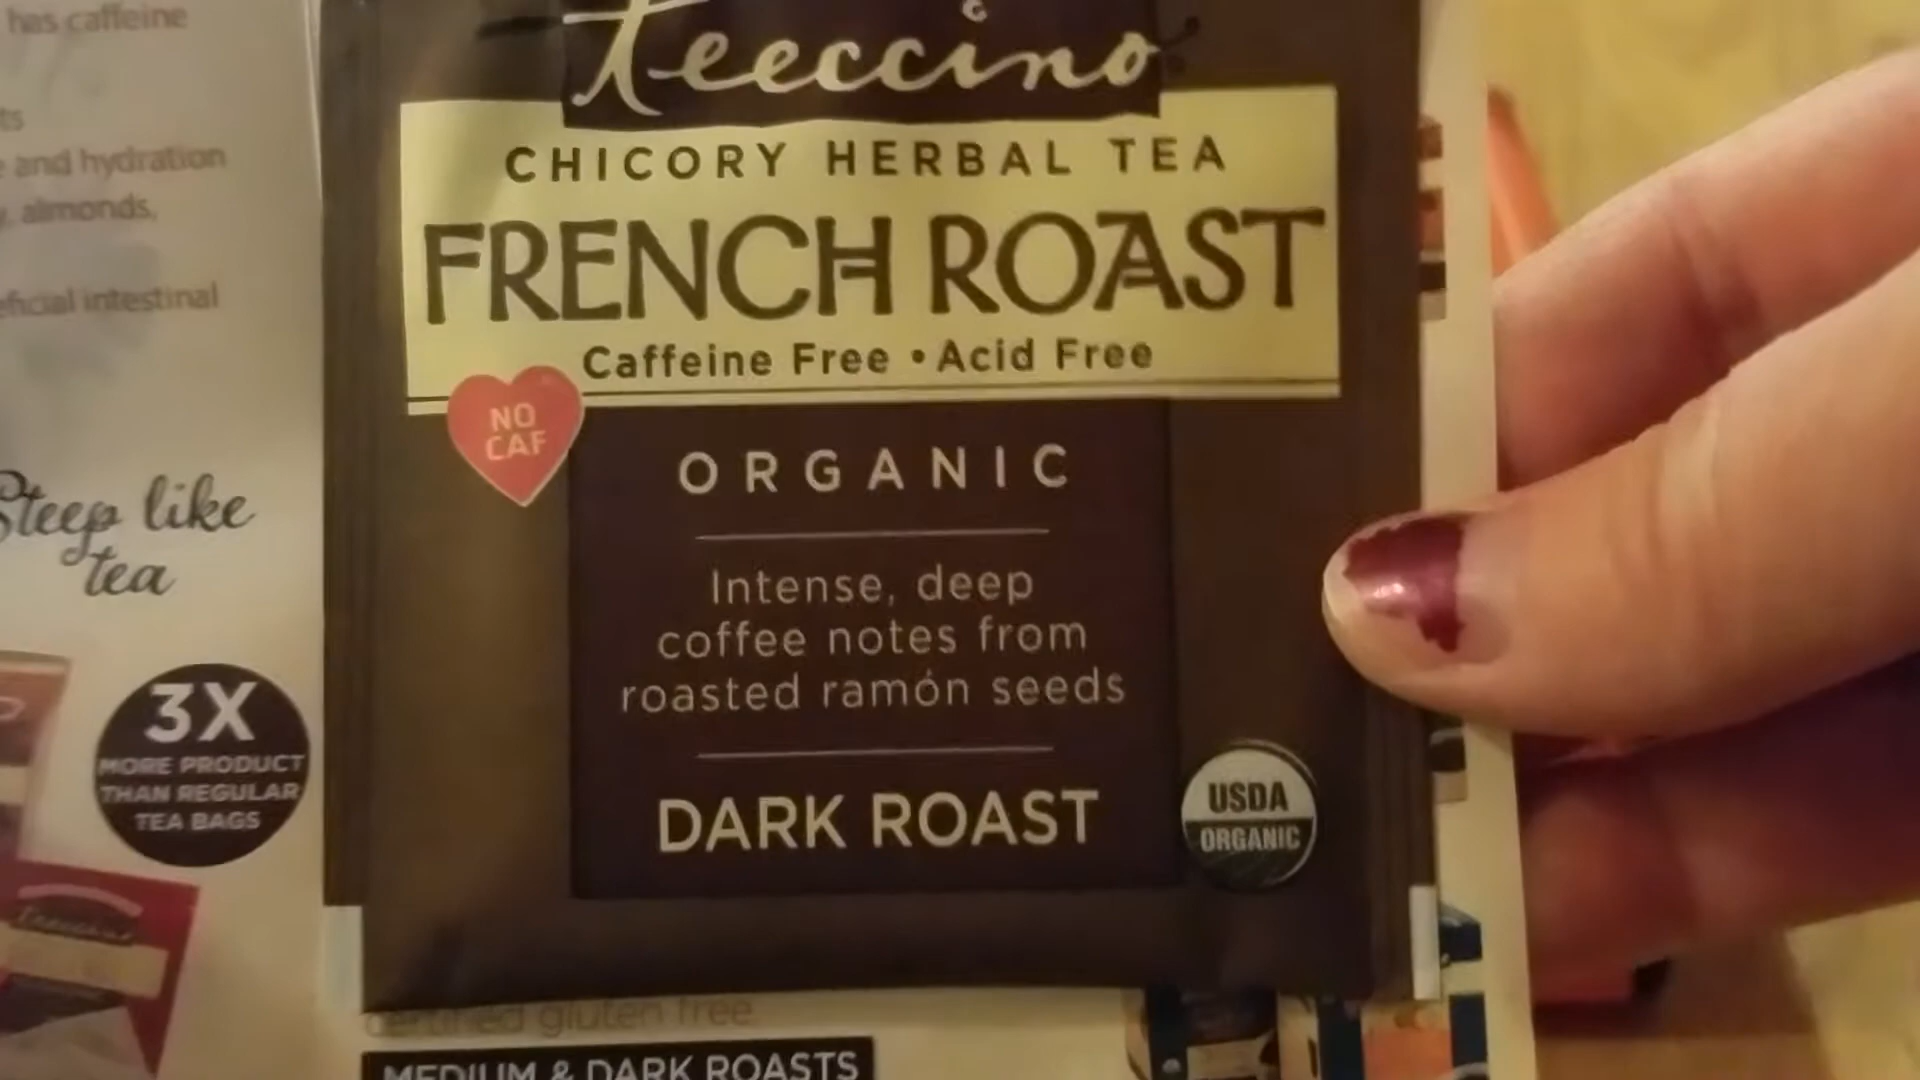 has caffeine
and hydration
almonds,
intestinal
Steep like
tea
3X
MORE PRODUCT
THAN REGULAR
TEA BAGS
teeccino
CHICORY HERBAL TEA
FRENCH ROAST
Caffeine Free • Acid Free
NO
CAF
ORGANIC
Intense, deep
coffee notes from
roasted ramón seeds
DARK ROAST
USDA
ORGANIC
teeccino
certified gluten free
MEDIUM & DARK ROASTS